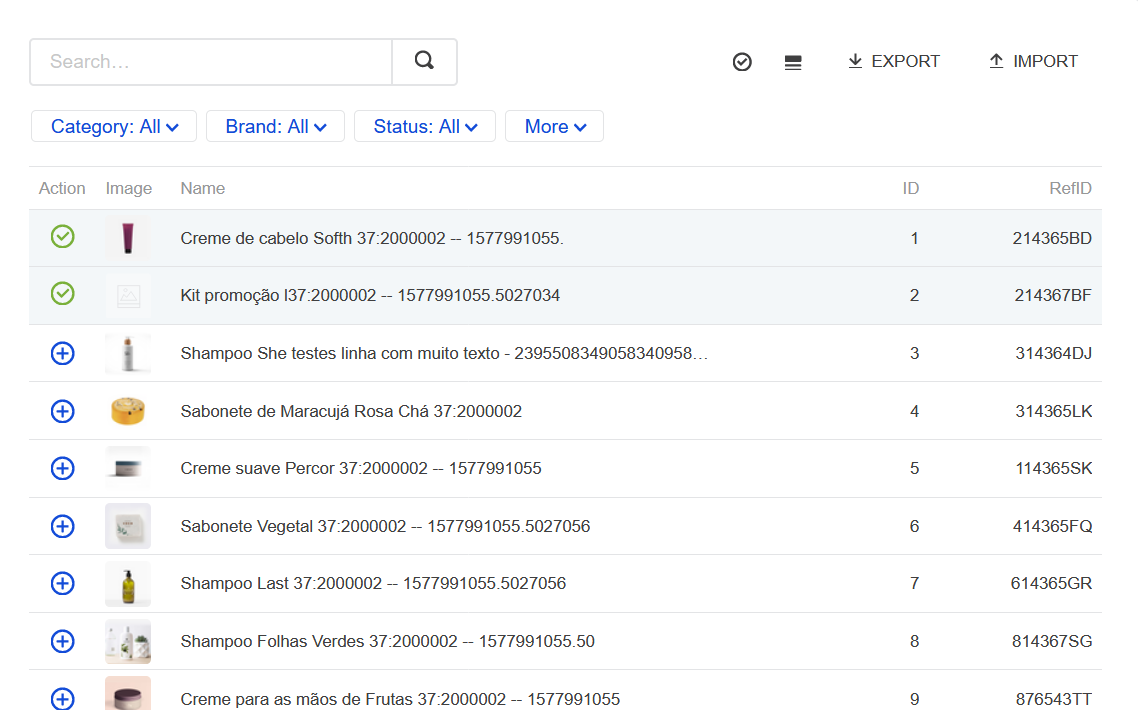 Search…
EXPORT IMPORT
Category: All Brand: All Status: All More
Action Image Name ID RefID
Creme de cabelo Softh 37:2000002 -- 1577991055. 1 214365BD
Kit promoção l37:2000002 -- 1577991055.5027034 2 214367BF
Shampoo She testes linha com muito texto - 2395508349058340958… 3 314364DJ
Sabonete de Maracujá Rosa Chá 37:2000002 4 314365LK
Creme suave Percor 37:2000002 -- 1577991055 5 114365SK
Sabonete Vegetal 37:2000002 -- 1577991055.5027056 6 414365FQ
Shampoo Last 37:2000002 -- 1577991055.5027056 7 614365GR
Shampoo Folhas Verdes 37:2000002 -- 1577991055.50 8 814367SG
Creme para as mãos de Frutas 37:2000002 -- 1577991055 9 876543TT